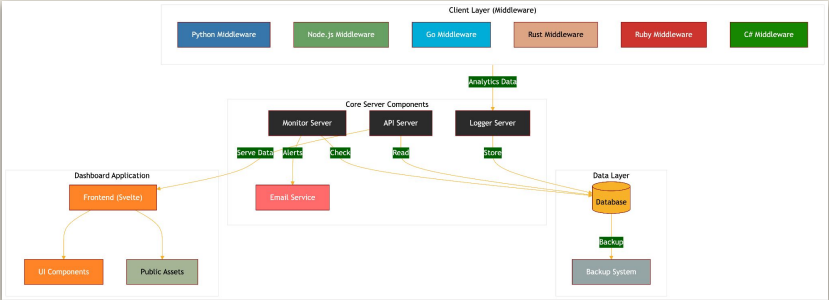 Client Layer (Middleware)
Python Middleware
Node.js Middleware
Go Middleware
Rust Middleware
Ruby Middleware
C# Middleware
Analytics Data
Core Server Components
Monitor Server
API Server
Logger Server
Serve Data
Alerts
Check
Read
Store
Dashboard Application
Data Layer
Frontend (Svelte)
Email Service
Database
Backup
UI Components
Public Assets
Backup System